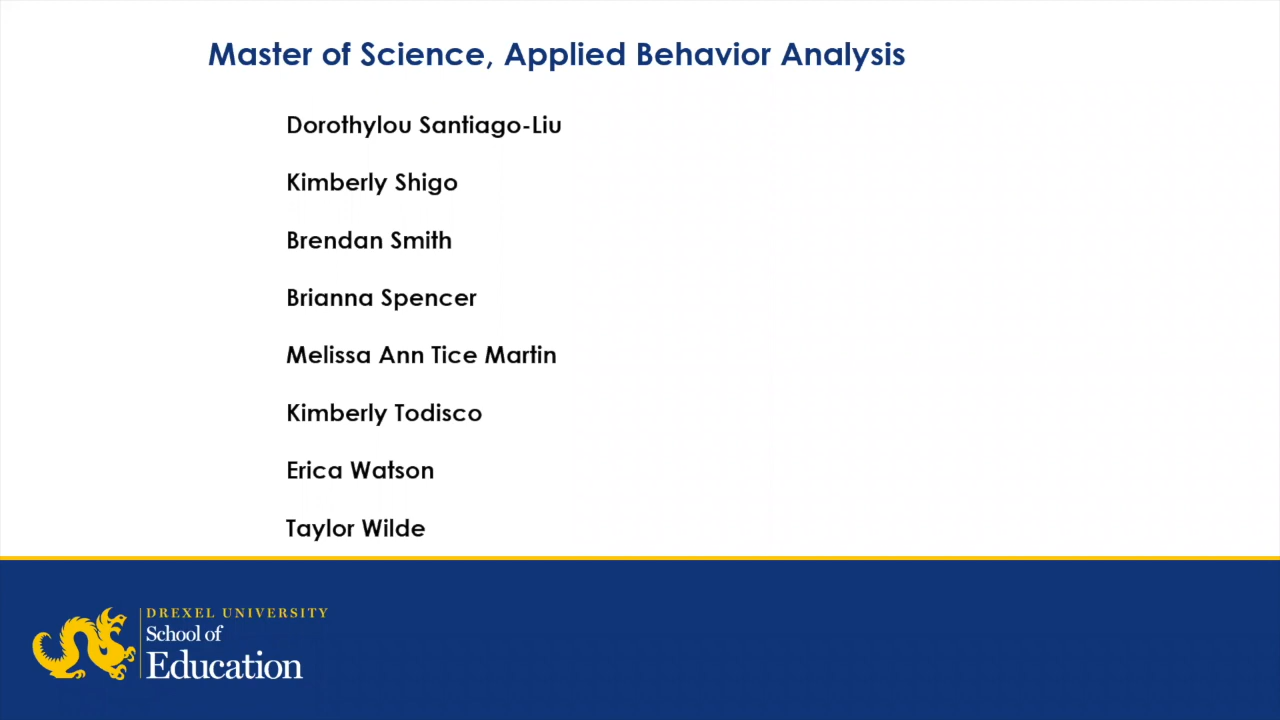 Master of Science, Applied Behavior Analysis
Dorothylou Santiago-Liu
Kimberly Shigo
Brendan Smith
Brianna Spencer
Melissa Ann Tice Martin
Kimberly Todisco
Erica Watson
Taylor Wilde
DREXEL UNIVERSITY
School of
Education